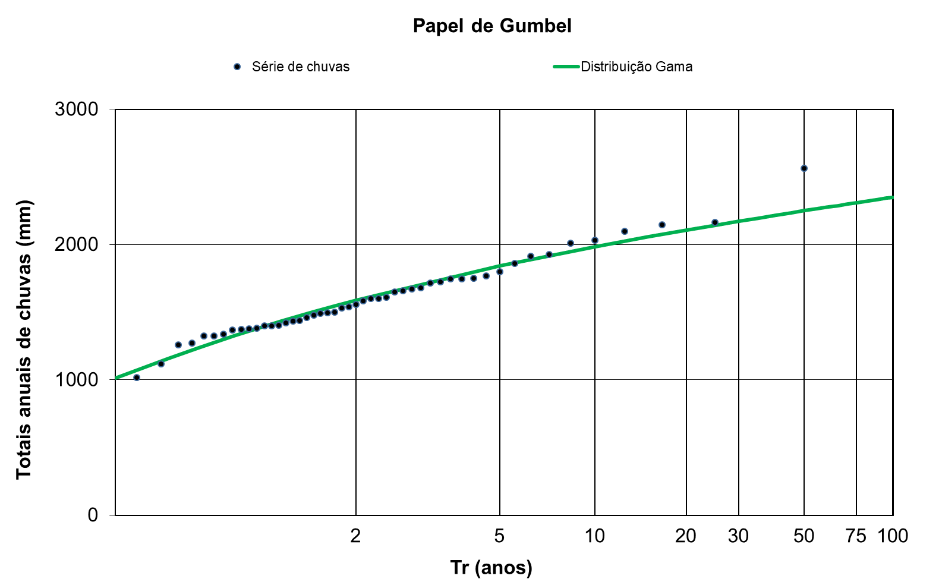 Papel de Gumbel
Série de chuvas
Distribuição Gama
3000
2000
1000
0
Totais anuais de chuvas (mm)
2 5 10 20 30 50 75 100
Tr (anos)